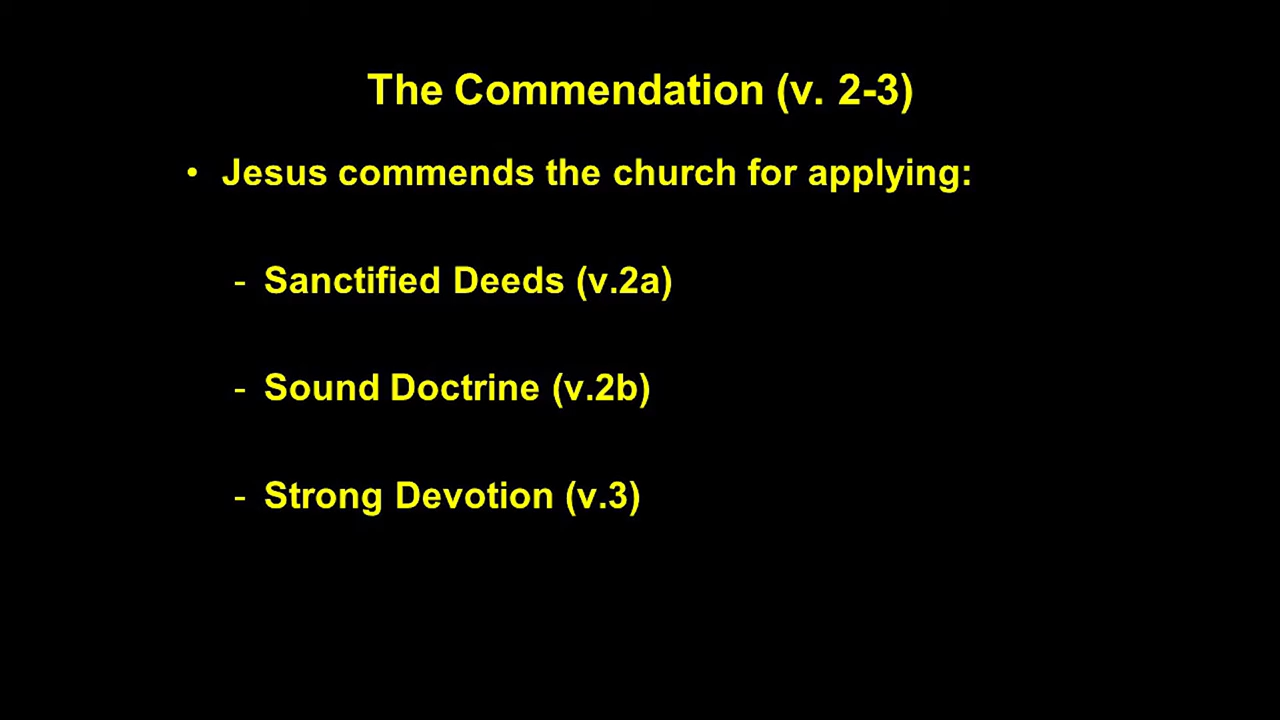 The Commendation (v. 2-3)
• Jesus commends the church for applying:
- Sanctified Deeds (v.2a)
- Sound Doctrine (v.2b)
- Strong Devotion (v.3)